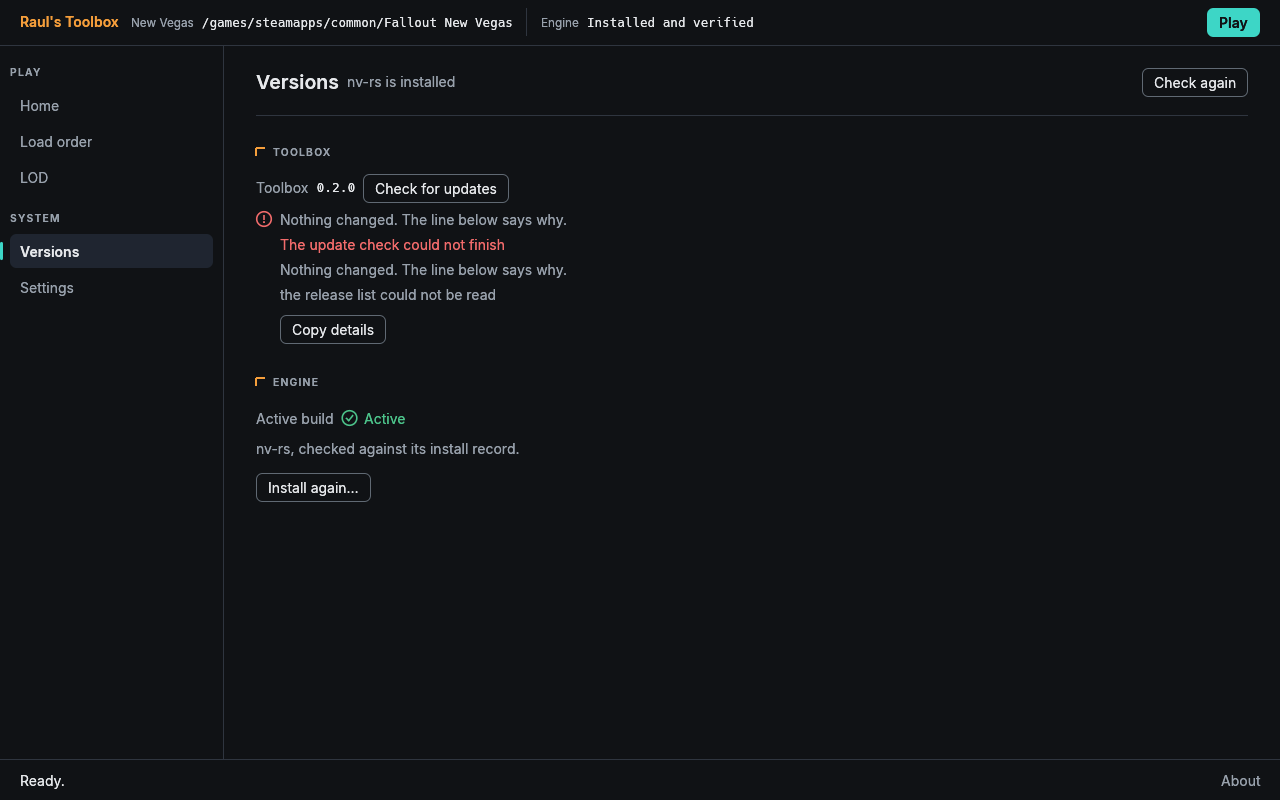 Raul's Toolbox New Vegas /games/steamapps/common/Fallout New Vegas Engine Installed and verified Play
PLAY
Home
Load order
LOD
SYSTEM
Versions
Settings
Versions nv-rs is installed Check again
TOOLBOX
Toolbox 0.2.0 Check for updates
Nothing changed. The line below says why.
The update check could not finish
Nothing changed. The line below says why.
the release list could not be read
Copy details
ENGINE
Active build Active
nv-rs, checked against its install record.
Install again...
Ready. About